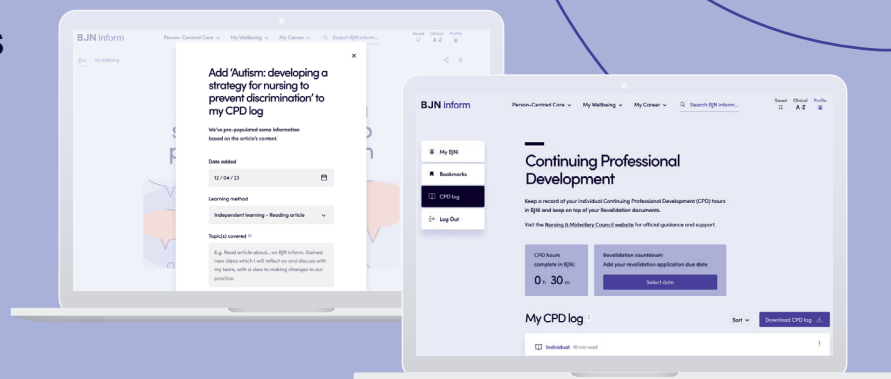 s
BJN inform
Person-Centred Care
My Wellbeing
My Career
Search BJN inform...
Saved
Clinical
A-Z
Profile
My Wellbeing
Add 'Autism: developing a
strategy for nursing to
prevent discrimination' to
my CPD log
We've pre-populated some information
based on the article's content.
Date added
12 / 04 / 23
Learning method
Independent learning - Reading article
Topic(s) covered
E.g. Read article about... on BJN inform. Gained
new ideas which I will reflect on and discuss with
my team, with a view to making changes to our
practice.
BJN inform
Person-Centred Care
My Wellbeing
My Career
Search BJN inform...
Saved
Clinical
A-Z
Profile
My BJNi
Bookmarks
CPD log
Log Out
Continuing Professional
Development
Keep a record of your individual Continuing Professional Development (CPD) hours
in BJNi and keep on top of your Revalidation documents.
Visit the Nursing & Midwifery Council website for official guidance and support.
CPD hours
complete in BJNi:
0 h 30 m
Revalidation countdown:
Add your revalidation application due date
Select date
My CPD log
Sort
Download CPD log
Individual 10 min read